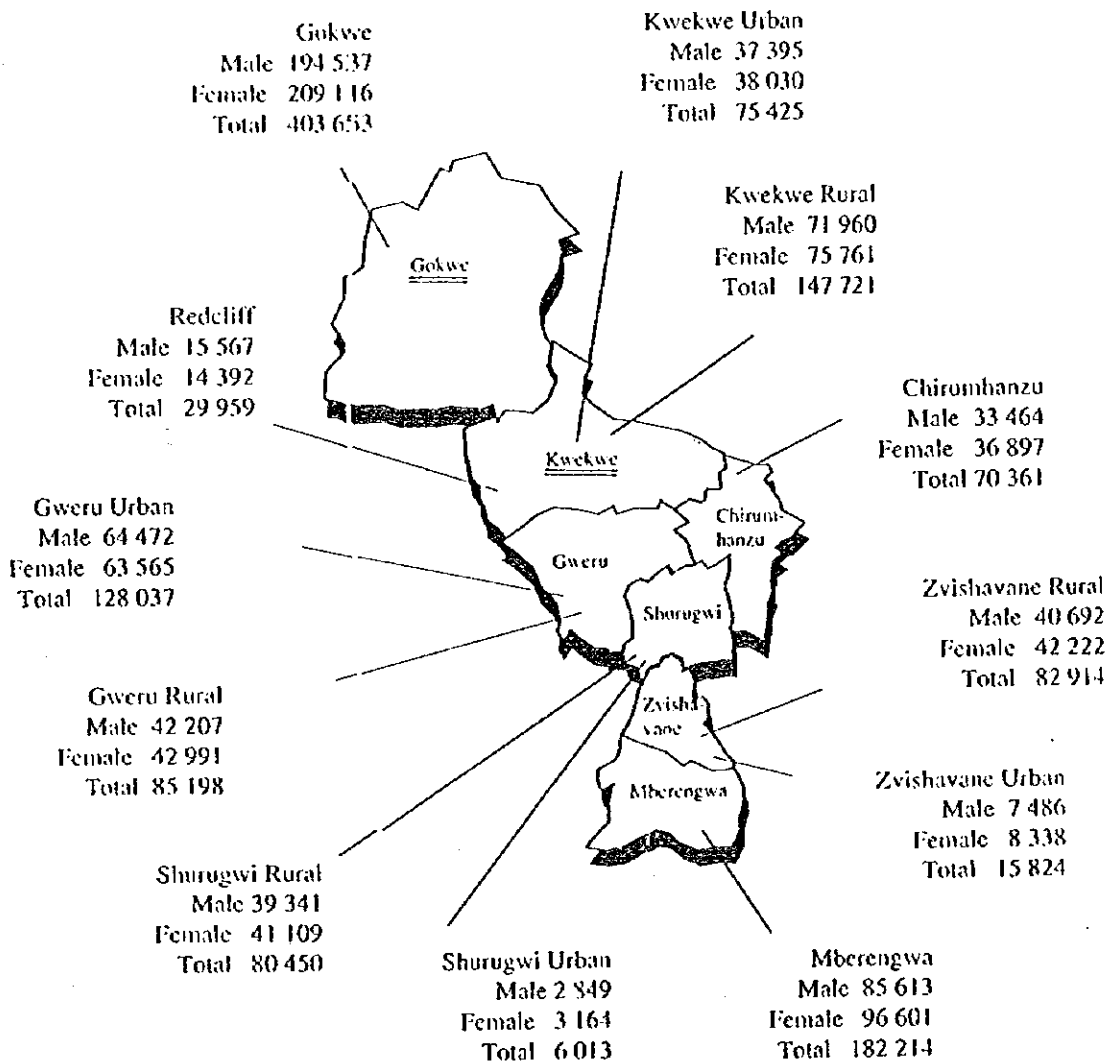 Gokwe
Male 194 537
Female 209 116
Total 403 653
Kwekwe Urban
Male 37 395
Female 38 030
Total 75 425
Kwekwe Rural
Male 71 960
Female 75 761
Total 147 721
Gokwe
Redcliff
Male 15 567
Female 14 392
Total 29 959
Chirumhanzu
Male 33 464
Female 36 897
Total 70 361
Kwekwe
Gweru Urban
Male 64 472
Female 63 565
Total 128 037
Chirum-
hanzu
Gweru
Shurugwi
Zvishavane Rural
Male 40 692
Female 42 222
Total 82 914
Gweru Rural
Male 42 207
Female 42 991
Total 85 198
Zvisha-
vane
Mberengwa
Zvishavane Urban
Male 7 486
Female 8 338
Total 15 824
Shurugwi Rural
Male 39 341
Female 41 109
Total 80 450
Shurugwi Urban
Male 2 849
Female 3 164
Total 6 013
Mberengwa
Male 85 613
Female 96 601
Total 182 214